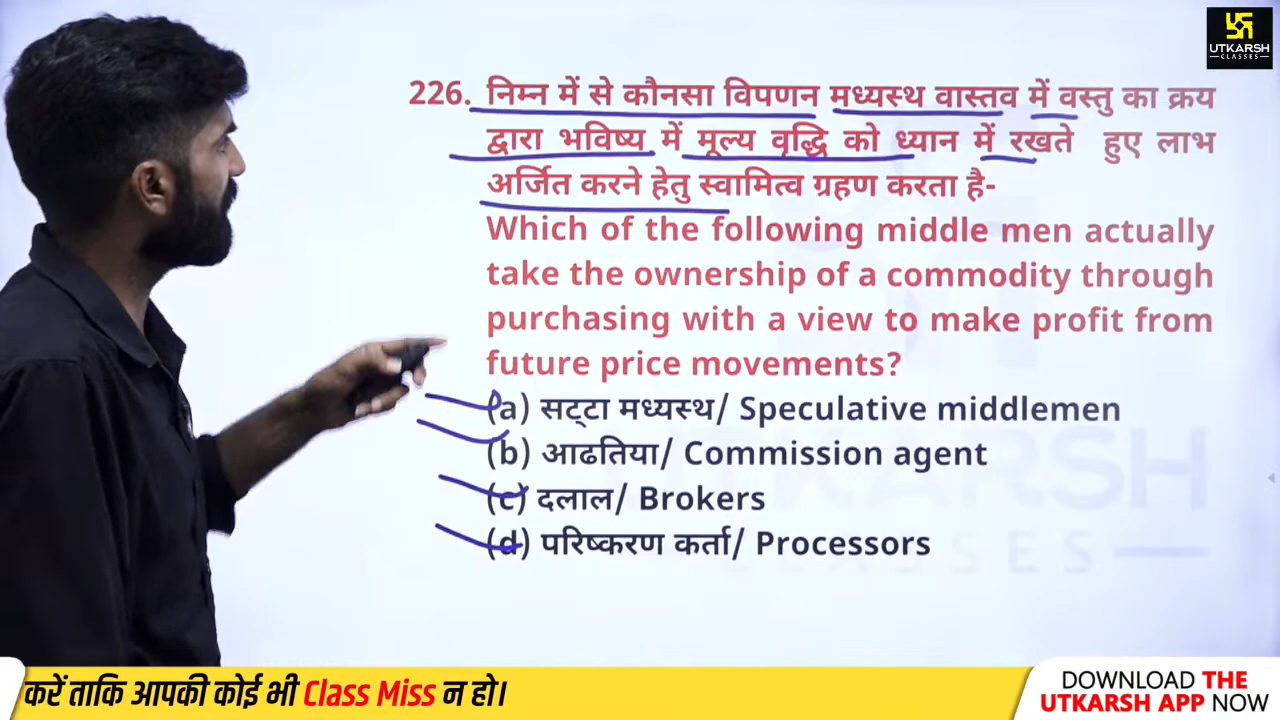 UTKARSH
CLASSES
226. निम्न में से कौनसा विपणन मध्यस्थ वास्तव में वस्तु का क्रय
द्वारा भविष्य में मूल्य वृद्धि को ध्यान में रखते हुए लाभ
अर्जित करने हेतु स्वामित्व ग्रहण करता है-
Which of the following middle men actually
take the ownership of a commodity through
purchasing with a view to make profit from
future price movements?
(a) सट्टा मध्यस्थ/ Speculative middlemen
(b) आढतिया/ Commission agent
(c) दलाल/ Brokers
(d) परिष्करण कर्ता/ Processors
UTKARSH
CLASSES
करें ताकि आपकी कोई भी Class Miss न हो।
DOWNLOAD THE
UTKARSH APP NOW